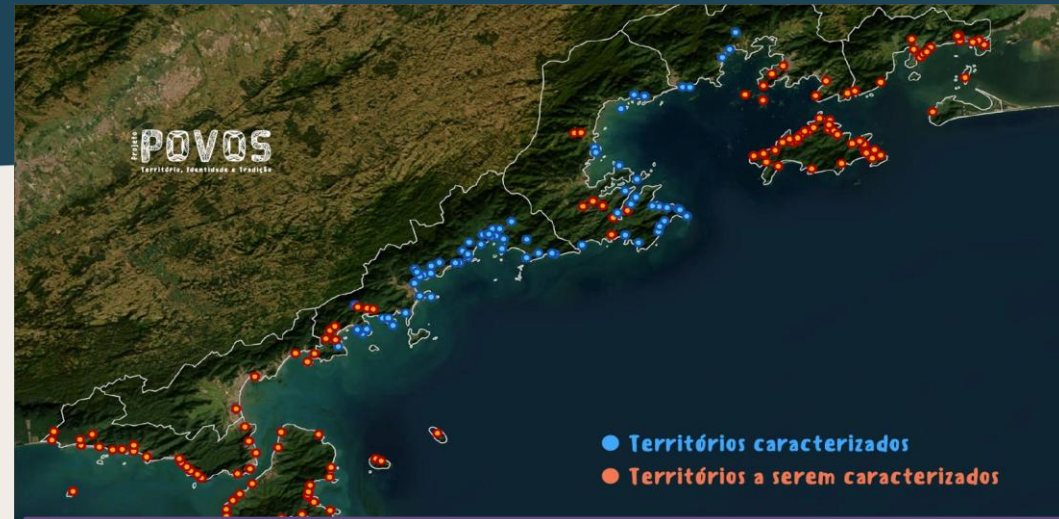 Projeto
POVOS
Território, Identidade e Tradição
Territórios caracterizados
Territórios a serem caracterizados